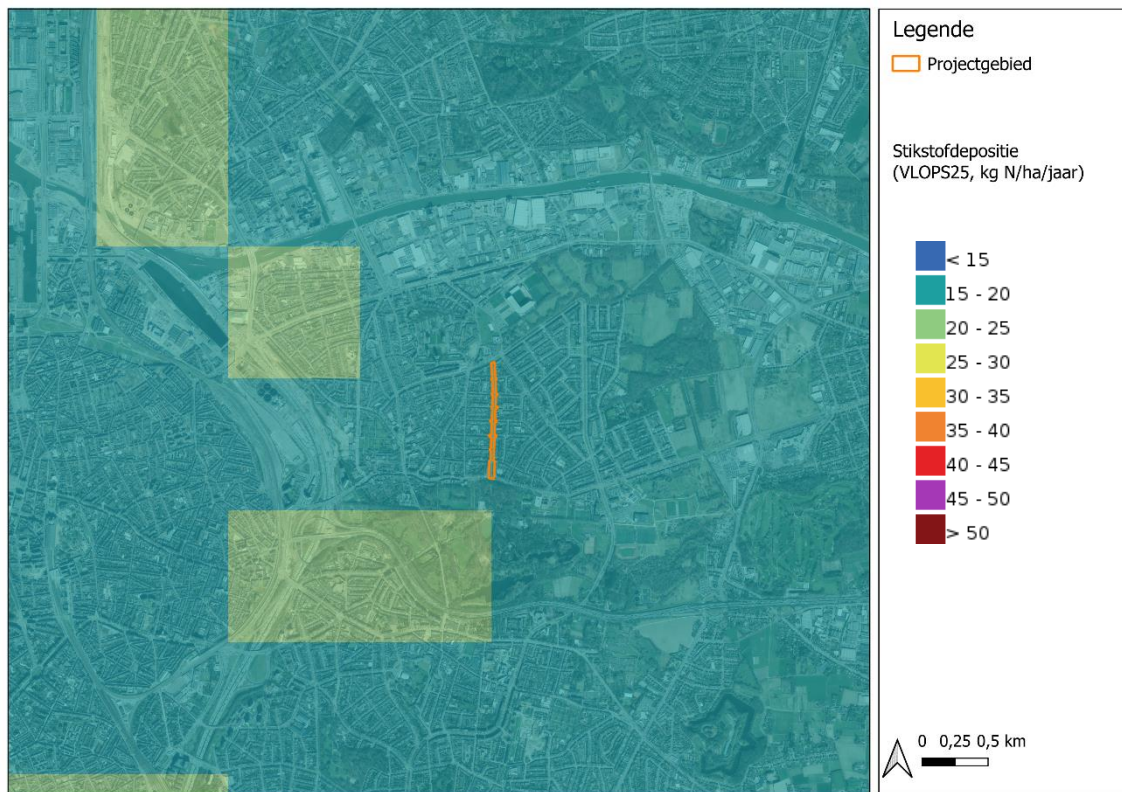 Legende
Projectgebied
Stikstofdepositie
(VLOPS25, kg N/ha/jaar)
< 15
15 - 20
20 - 25
25 - 30
30 - 35
35 - 40
40 - 45
45 - 50
> 50
0 0,25 0,5 km